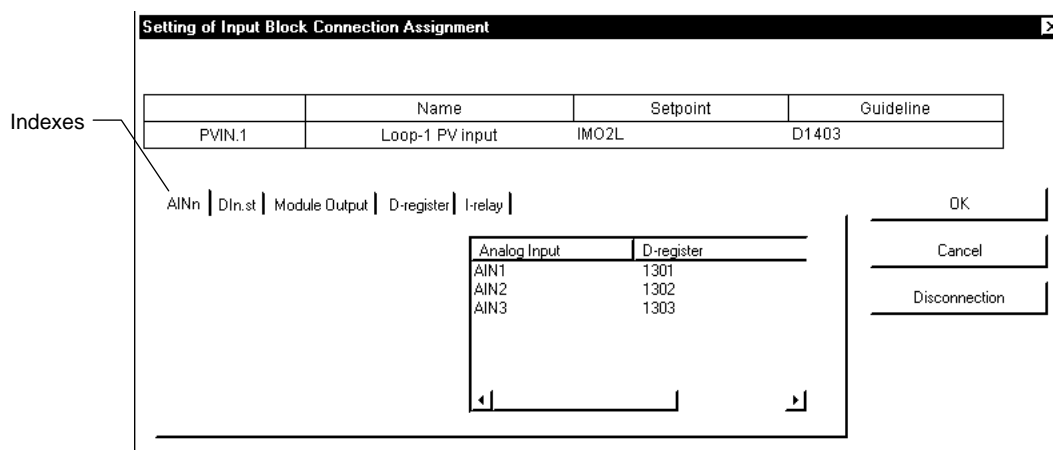 Setting of Input Block Connection Assignment
Name Setpoint Guideline
PVIN.1 Loop-1 PV input IMO2L D1403
Indexes
AINn DIn.st Module Output D-register I-relay
OK
Cancel
Disconnection
Analog Input D-register
AIN1 1301
AIN2 1302
AIN3 1303